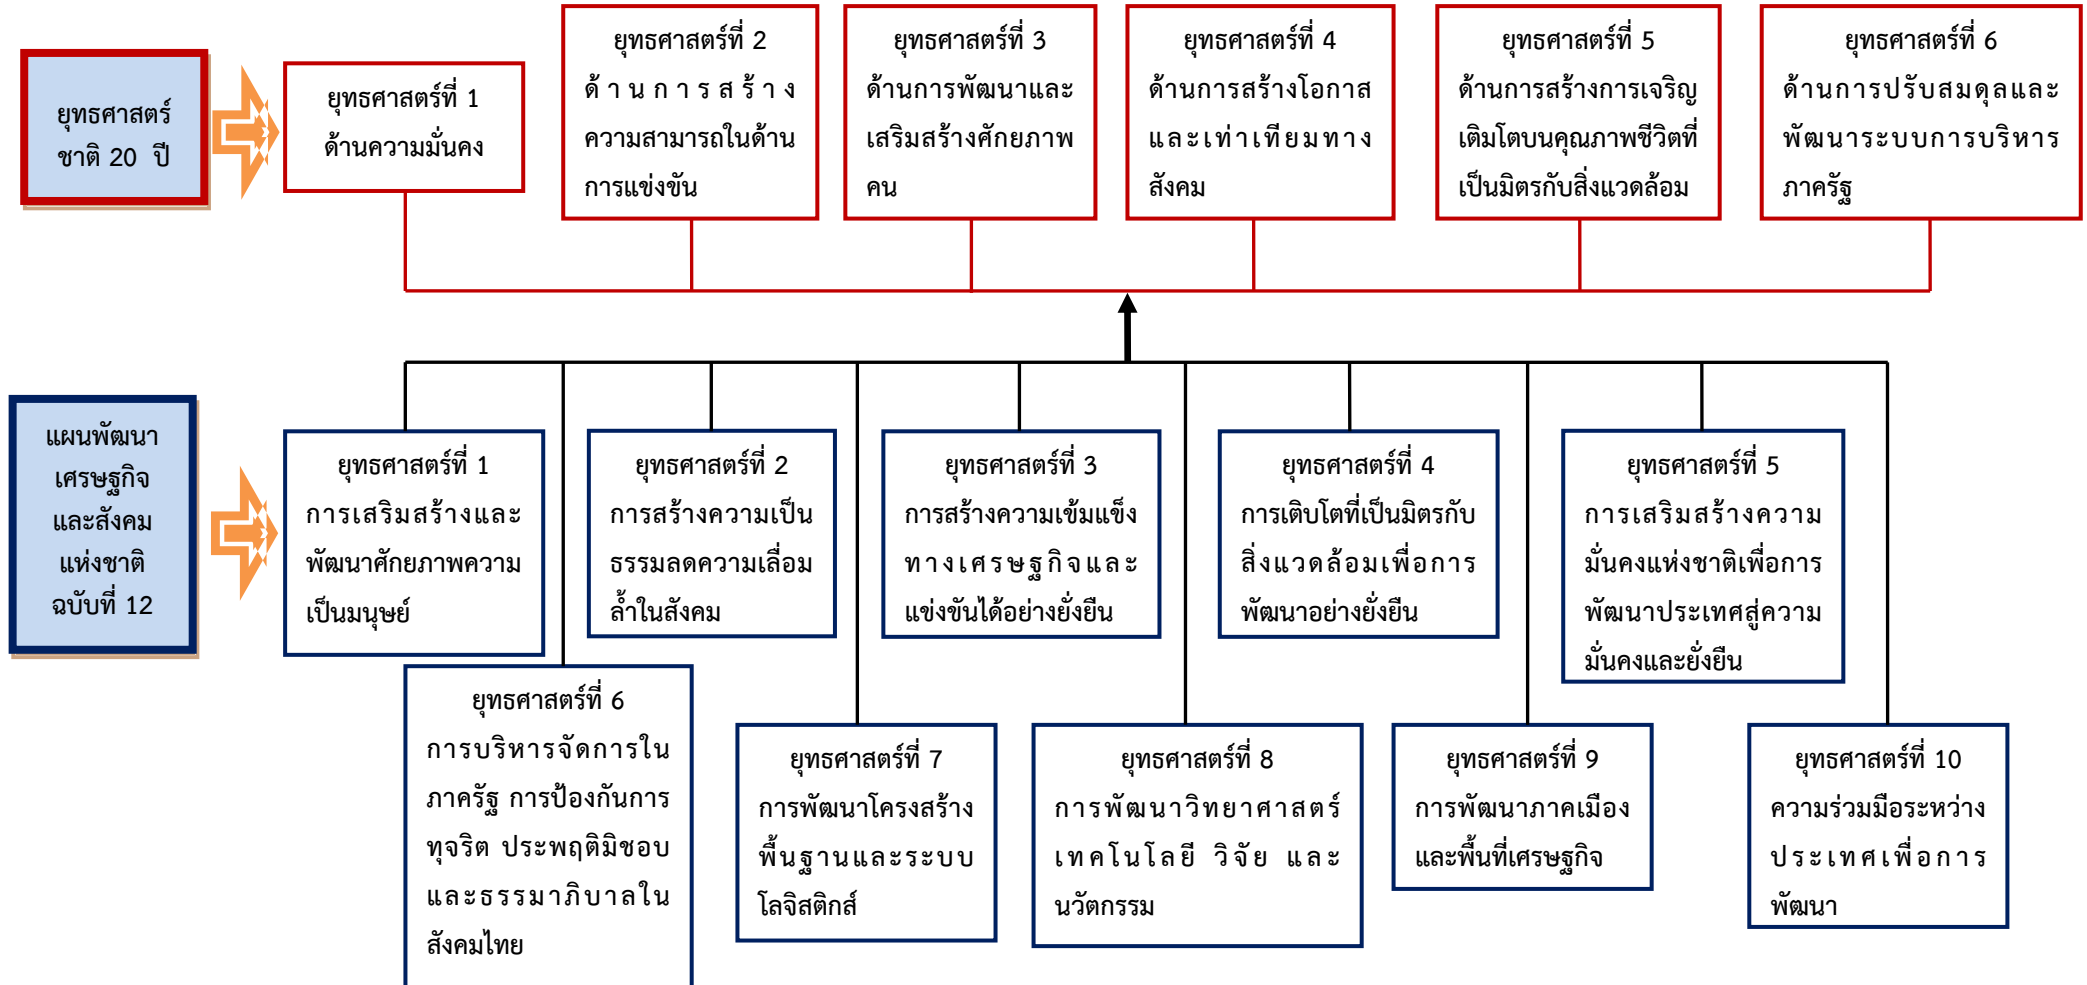 ยุทธศาสตร์
ชาติ 20 ปี
ยุทธศาสตร์ที่ 1
ด้านความมั่นคง
ยุทธศาสตร์ที่ 2
ด้านการสร้าง
ความสามารถในด้าน
การแข่งขัน
ยุทธศาสตร์ที่ 3
ด้านการพัฒนาและ
เสริมสร้างศักยภาพ
คน
ยุทธศาสตร์ที่ 4
ด้านการสร้างโอกาส
และเท่าเทียมทาง
สังคม
ยุทธศาสตร์ที่ 5
ด้านการสร้างการเจริญ
เติมโตบนคุณภาพชีวิตที่
เป็นมิตรกับสิ่งแวดล้อม
ยุทธศาสตร์ที่ 6
ด้านการปรับสมดุลและ
พัฒนาระบบการบริหาร
ภาครัฐ
แผนพัฒนา
เศรษฐกิจ
และสังคม
แห่งชาติ
ฉบับที่ 12
ยุทธศาสตร์ที่ 1
การเสริมสร้างและ
พัฒนาศักยภาพความ
เป็นมนุษย์
ยุทธศาสตร์ที่ 2
การสร้างความเป็น
ธรรมลดความเลื่อม
ล้ำในสังคม
ยุทธศาสตร์ที่ 3
การสร้างความเข้มแข็ง
ทางเศรษฐกิจและ
แข่งขันได้อย่างยั่งยืน
ยุทธศาสตร์ที่ 4
การเติบโตที่เป็นมิตรกับ
สิ่งแวดล้อมเพื่อการ
พัฒนาอย่างยั่งยืน
ยุทธศาสตร์ที่ 5
การเสริมสร้างความ
มั่นคงแห่งชาติเพื่อการ
พัฒนาประเทศสู่ความ
มั่นคงและยั่งยืน
ยุทธศาสตร์ที่ 6
การบริหารจัดการใน
ภาครัฐ การป้องกันการ
ทุจริต ประพฤติมิชอบ
และธรรมาภิบาลใน
สังคมไทย
ยุทธศาสตร์ที่ 7
การพัฒนาโครงสร้าง
พื้นฐานและระบบ
โลจิสติกส์
ยุทธศาสตร์ที่ 8
การพัฒนาวิทยาศาสตร์
เทคโนโลยี วิจัย และ
นวัตกรรม
ยุทธศาสตร์ที่ 9
การพัฒนาภาคเมือง
และพื้นที่เศรษฐกิจ
ยุทธศาสตร์ที่ 10
ความร่วมมือระหว่าง
ประเทศเพื่อการ
พัฒนา